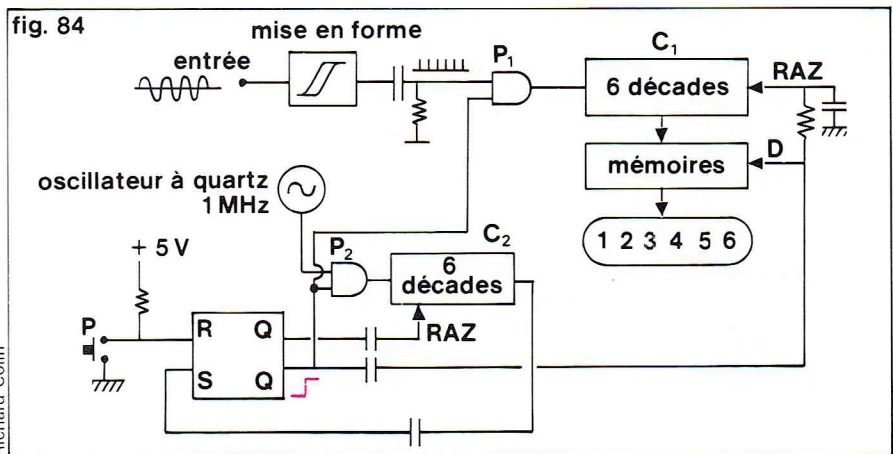 fig. 84
mise en forme
entrée
P1
C1
6 décades
RAZ
D
mémoires
1 2 3 4 5 6
oscillateur à quartz
1 MHz
P2
C2
6
décades
RAZ
+ 5 V
P
R Q
S Q